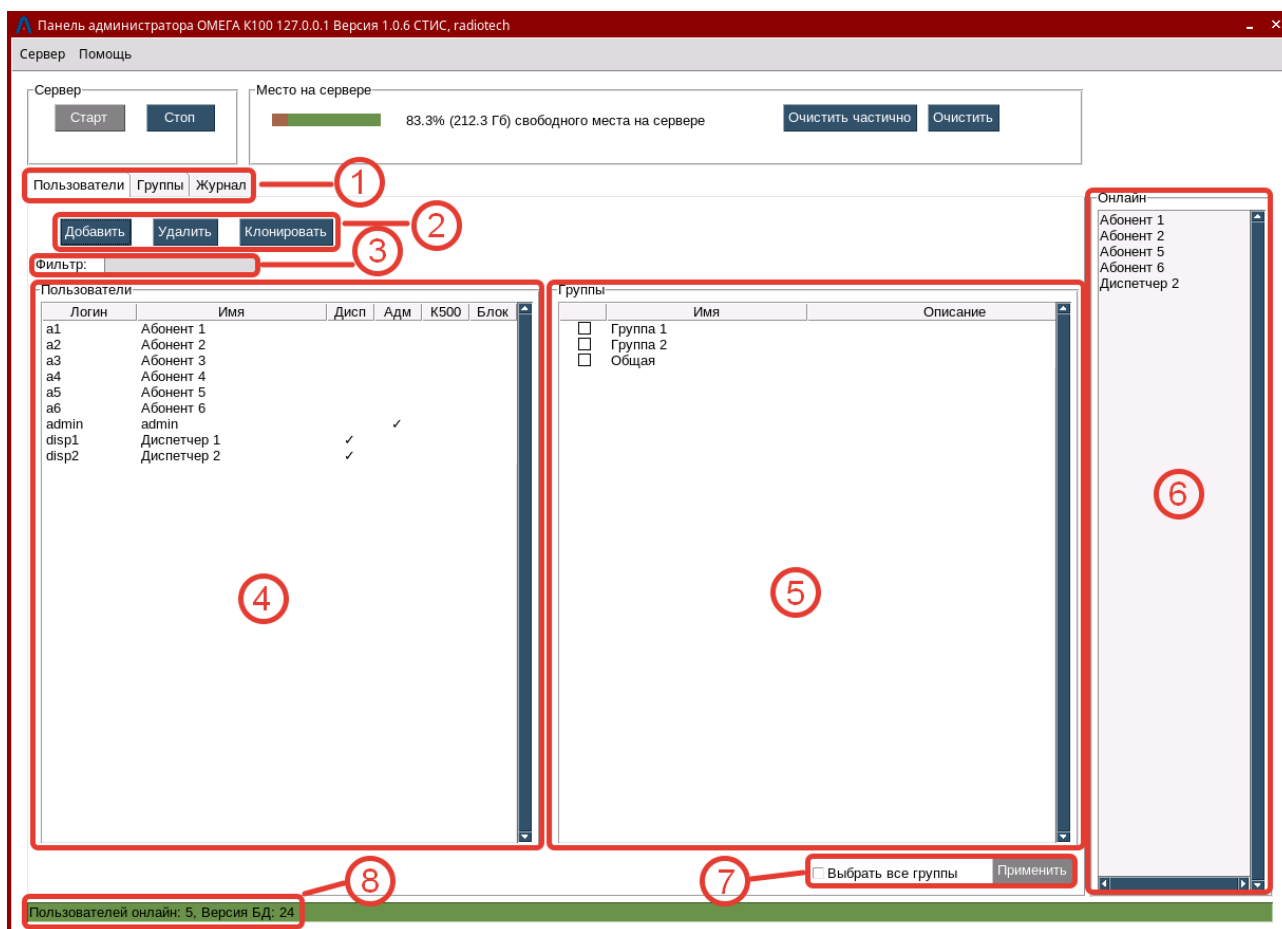 Панель администратора ОМЕГА К100 127.0.0.1 Версия 1.0.6 СТИС, radiotech
Сервер Помощь
Сервер
Старт Стоп
Место на сервере
83.3% (212.3 Гб) свободного места на сервере
Очистить частично Очистить
Пользователи Группы Журнал
1
Добавить Удалить Клонировать
2
3
Фильтр:
Пользователи
Логин Имя Дисп Адм К500 Блок
a1 Абонент 1
a2 Абонент 2
a3 Абонент 3
a4 Абонент 4
a5 Абонент 5
a6 Абонент 6
admin admin ✓
disp1 Диспетчер 1 ✓
disp2 Диспетчер 2 ✓
4
Группы
Имя Описание
Группа 1
Группа 2
Общая
5
Онлайн
Абонент 1
Абонент 2
Абонент 5
Абонент 6
Диспетчер 2
6
7
Выбрать все группы Применить
8
Пользователей онлайн: 5, Версия БД: 24